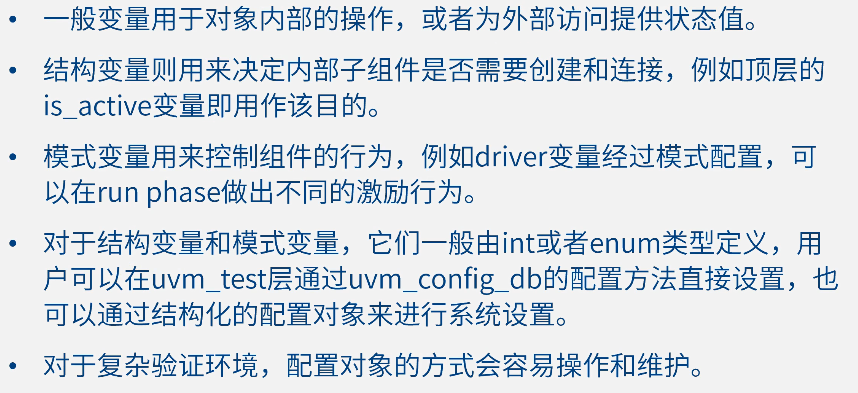 • 一般变量用于对象内部的操作，或者为外部访问提供状态值。
• 结构变量则用来决定内部子组件是否需要创建和连接，例如顶层的
is_active变量即用作该目的。
• 模式变量用来控制组件的行为，例如driver变量经过模式配置，可
以在run phase做出不同的激励行为。
• 对于结构变量和模式变量，它们一般由int或者enum类型定义，用
户可以在uvm_test层通过uvm_config_db的配置方法直接设置，也
可以通过结构化的配置对象来进行系统设置。
• 对于复杂验证环境，配置对象的方式会容易操作和维护。